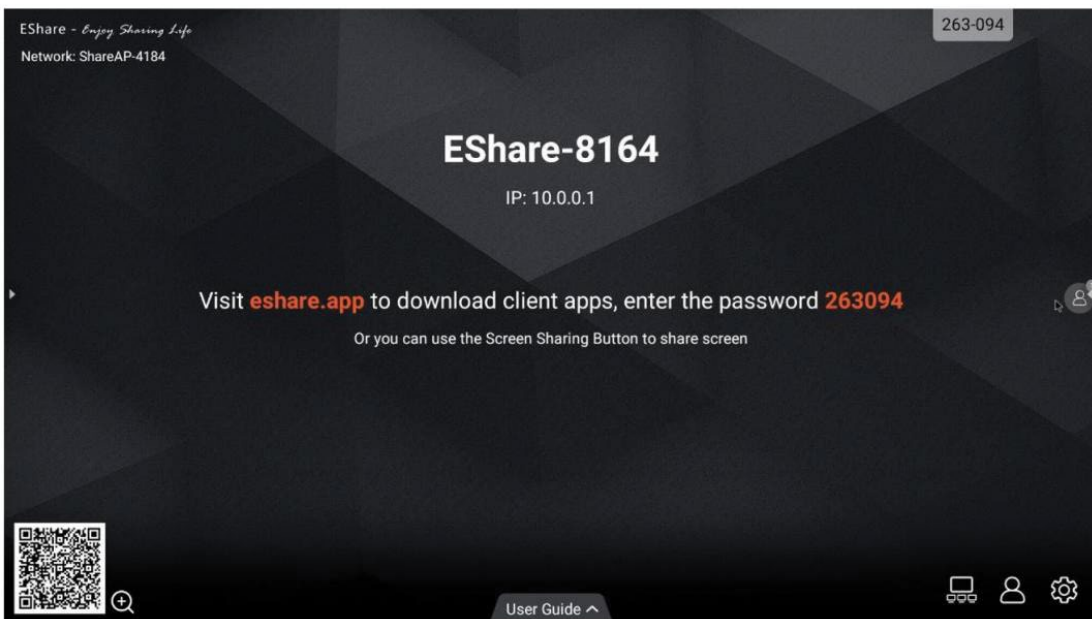 EShare - Enjoy Sharing Life
263-094
Network: ShareAP-4184
EShare-8164
IP: 10.0.0.1
Visit eshare.app to download client apps, enter the password 263094
Or you can use the Screen Sharing Button to share screen
User Guide